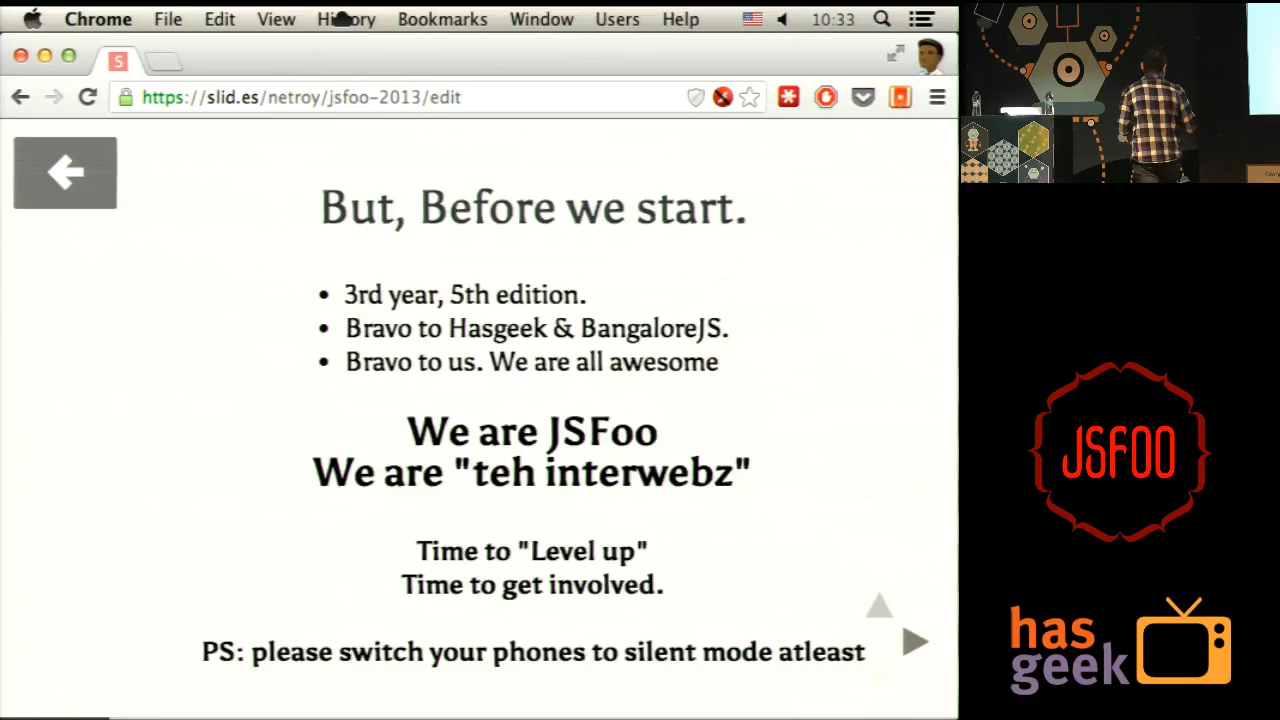 Chrome File Edit View History Bookmarks Window Users Help 10:33
S
https://slid.es/netroy/jsfoo-2013/edit
But, Before we start.
• 3rd year, 5th edition.
• Bravo to Hasgeek & BangaloreJS.
• Bravo to us. We are all awesome
We are JSFoo
We are "teh interwebz"
Time to "Level up"
Time to get involved.
PS: please switch your phones to silent mode atleast
JSFOO
has
geek